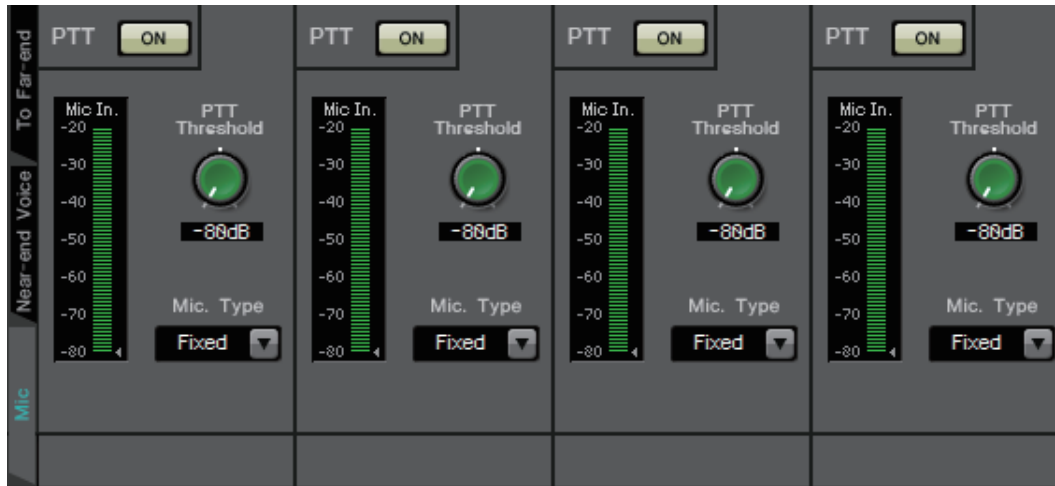 To Far-end
Near-end Voice
Mic
PTT ON
Mic In.
-20
-30
-40
-50
-60
-70
-80
PTT
Threshold
-80dB
Mic. Type
Fixed
PTT ON
Mic In.
-20
-30
-40
-50
-60
-70
-80
PTT
Threshold
-80dB
Mic. Type
Fixed
PTT ON
Mic In.
-20
-30
-40
-50
-60
-70
-80
PTT
Threshold
-80dB
Mic. Type
Fixed
PTT ON
Mic In.
-20
-30
-40
-50
-60
-70
-80
PTT
Threshold
-80dB
Mic. Type
Fixed